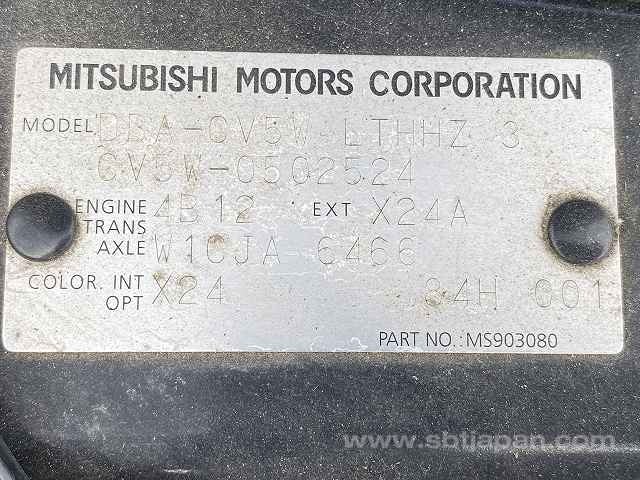 MITSUBISHI MOTORS CORPORATION
MODEL DBA-CV5W LTHHZ 3
CV5W-0502524
ENGINE 4B12 EXT X24A
TRANS
AXLE W1CJA 6466
COLOR. INT
OPT X24 84H C01
PART NO.: MS903080
www.sbtjapan.com